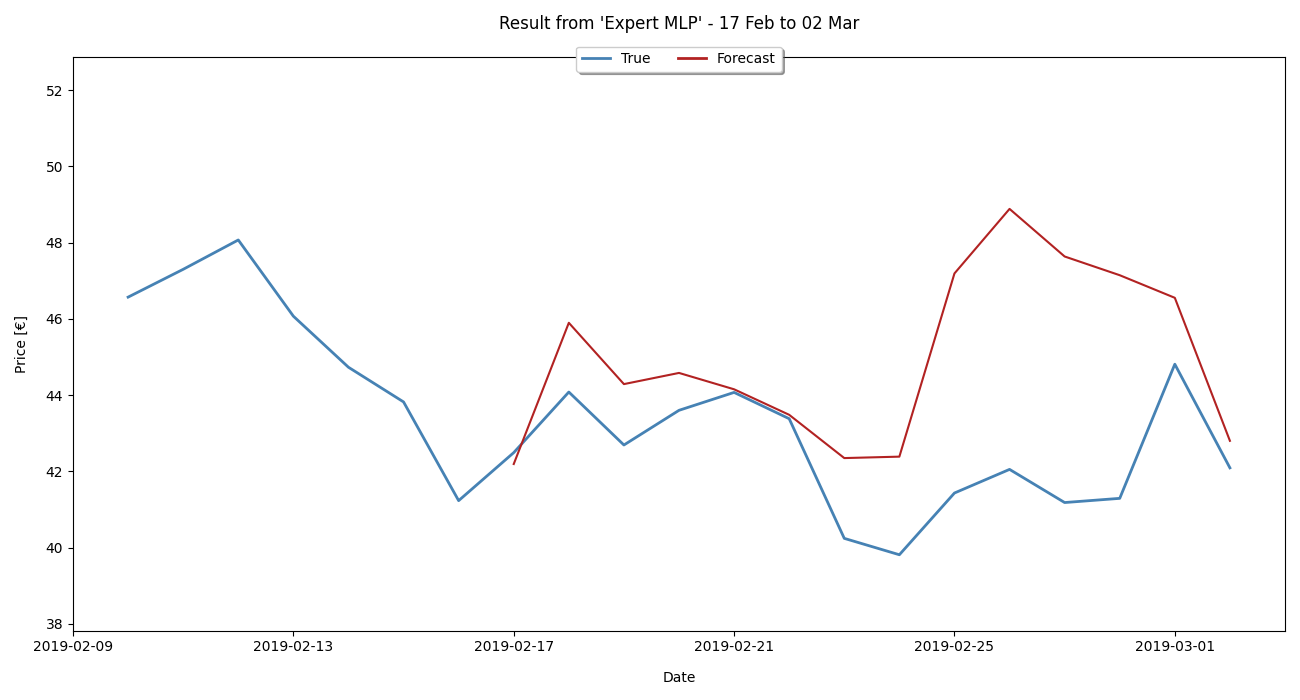 Result from 'Expert MLP' - 17 Feb to 02 Mar
True Forecast
52
50
48
46
44
42
40
38
Price [€]
2019-02-09 2019-02-13 2019-02-17 2019-02-21 2019-02-25 2019-03-01
Date